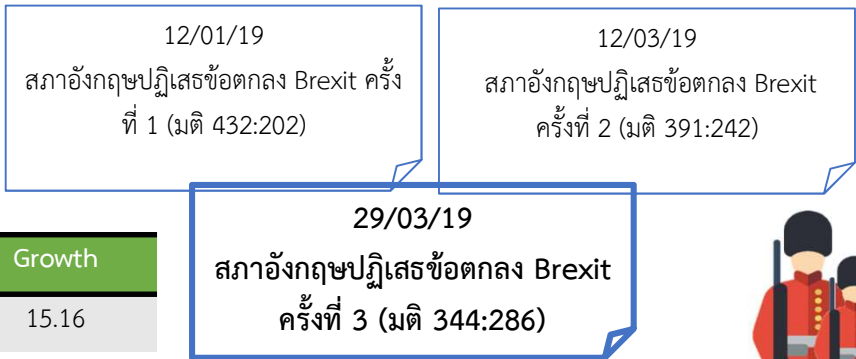 12/01/19
สภาอังกฤษปฏิเสธข้อตกลง Brexit ครั้ง
ที่ 1 (มติ 432:202)
12/03/19
สภาอังกฤษปฏิเสธข้อตกลง Brexit
ครั้งที่ 2 (มติ 391:242)
29/03/19
สภาอังกฤษปฏิเสธข้อตกลง Brexit
ครั้งที่ 3 (มติ 344:286)
Growth
15.16